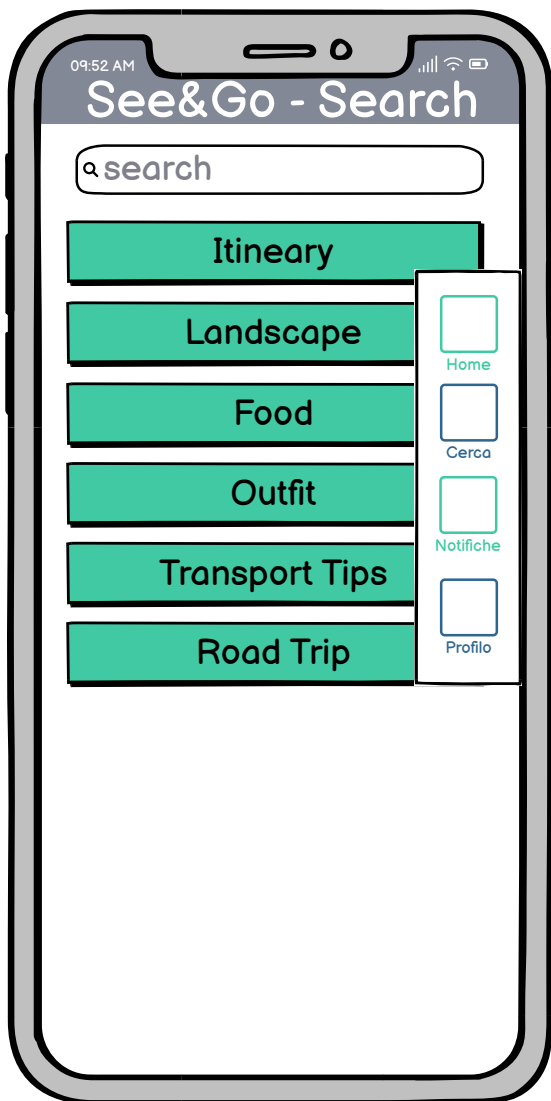 09:52 AM
See&Go - Search
search
Itineary
Landscape
Food
Outfit
Transport Tips
Road Trip
Home
Cerca
Notifiche
Profilo